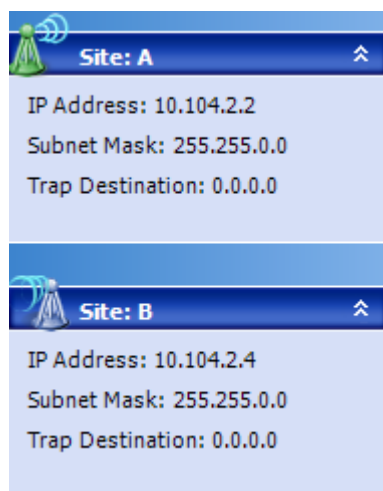 Site: A
IP Address: 10.104.2.2
Subnet Mask: 255.255.0.0
Trap Destination: 0.0.0.0
Site: B
IP Address: 10.104.2.4
Subnet Mask: 255.255.0.0
Trap Destination: 0.0.0.0